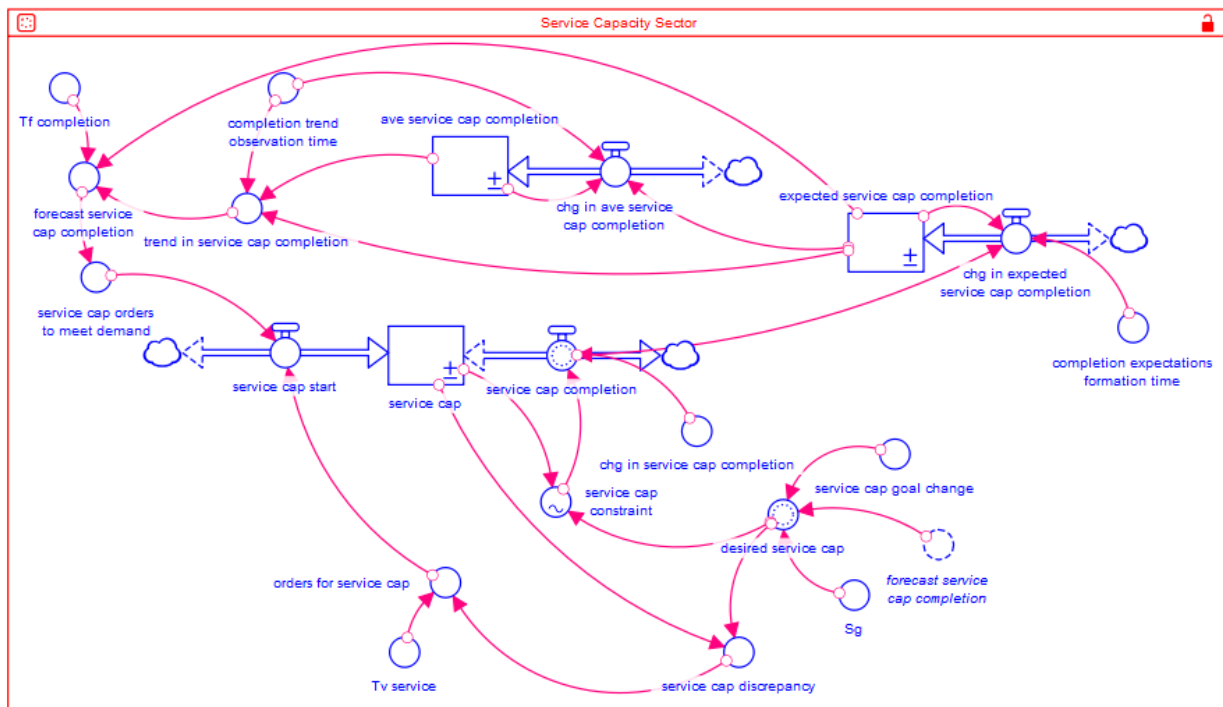 Service Capacity Sector
Tf completion
completion trend
observation time
ave service cap completion
forecast service
cap completion
trend in service cap completion
chg in ave service
cap completion
expected service cap completion
chg in expected
service cap completion
service cap orders
to meet demand
service cap start
service cap
service cap completion
completion expectations
formation time
chg in service cap completion
service cap
constraint
service cap goal change
desired service cap
forecast service
cap completion
orders for service cap
Sg
Tv service
service cap discrepancy